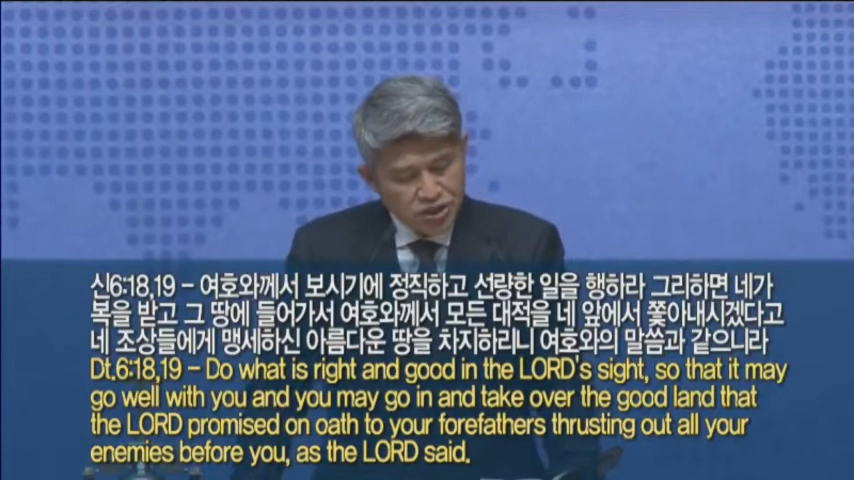 신6:18,19 - 여호와께서 보시기에 정직하고 선량한 일을 행하라 그리하면 네가
복을 받고 그 땅에 들어가서 여호와께서 모든 대적을 네 앞에서 쫓아내시겠다고
네 조상들에게 맹세하신 아름다운 땅을 차지하리니 여호와의 말씀과 같으니라
Dt.6:18,19 - Do what is right and good in the LORD's sight, so that it may
go well with you and you may go in and take over the good land that
the LORD promised on oath to your forefathers thrusting out all your
enemies before you, as the LORD said.